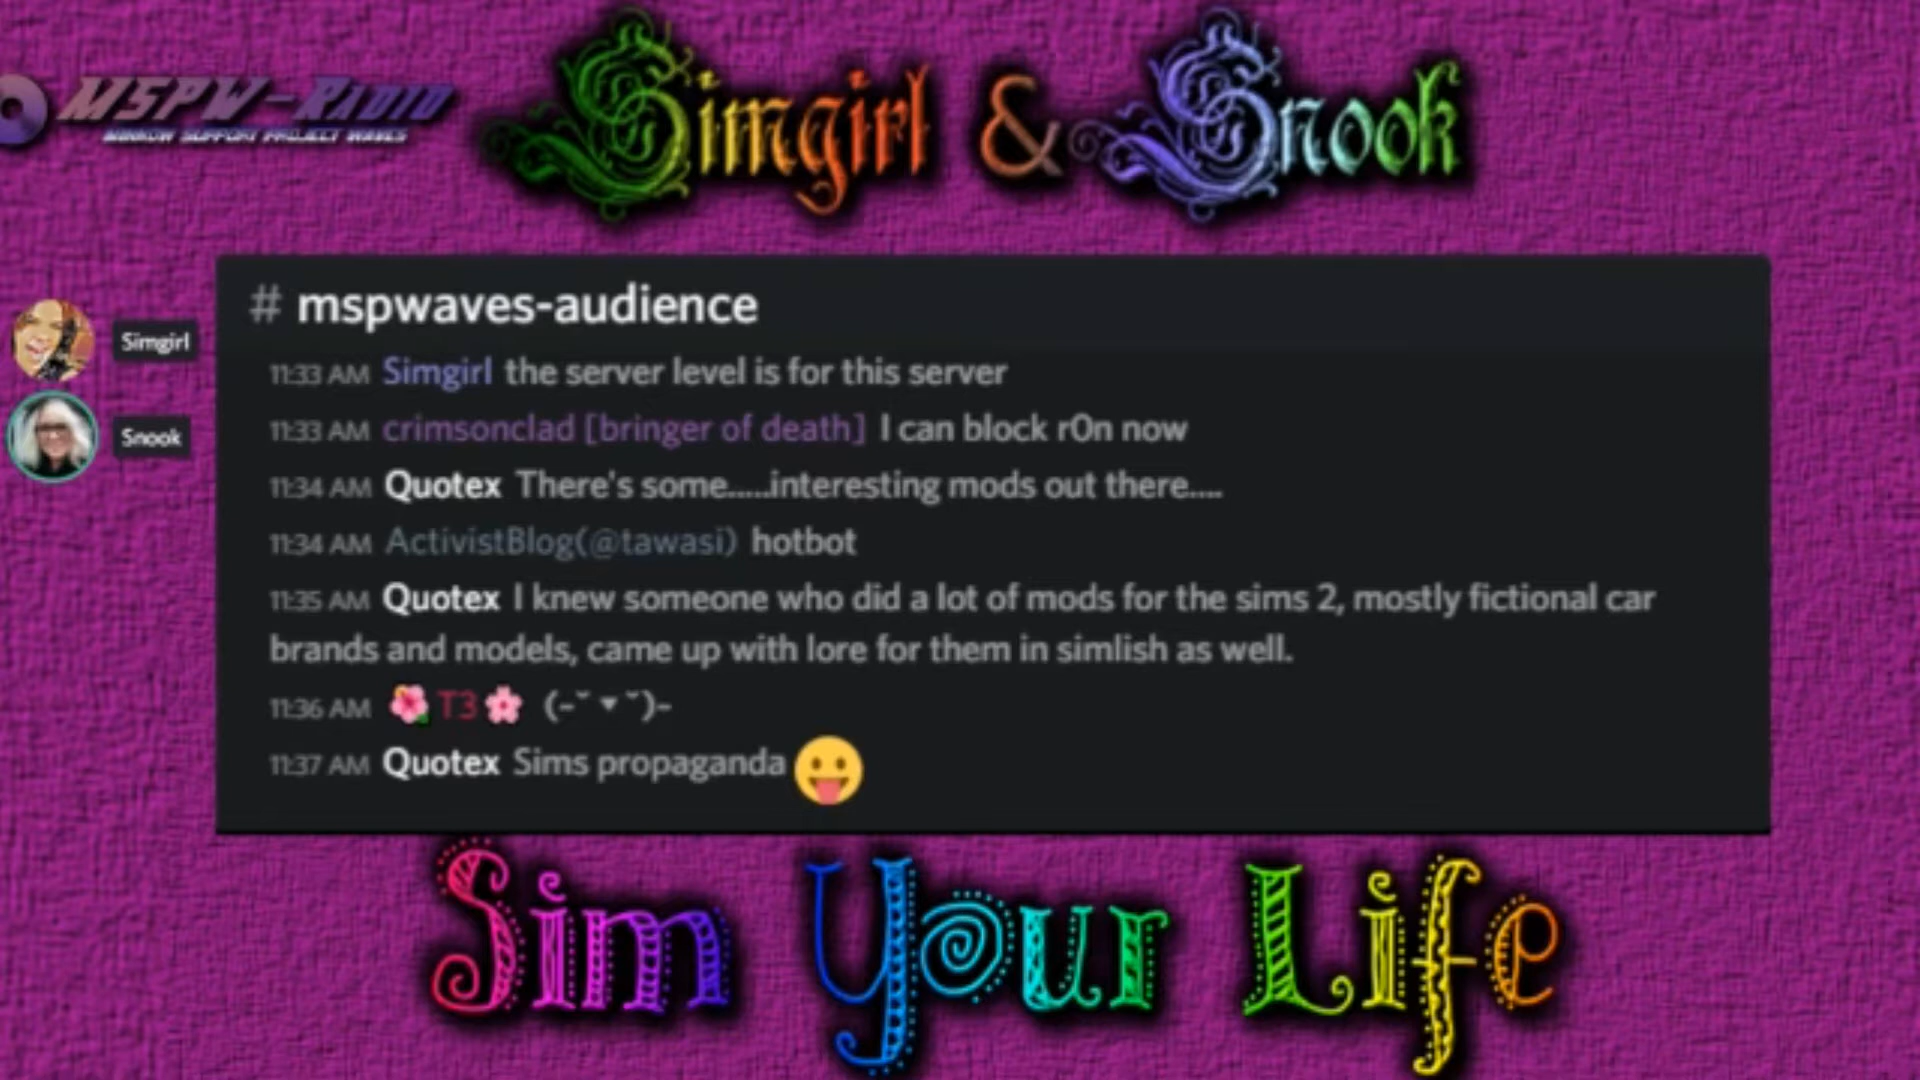 Simgirl & Snook
MSPW-RADIO
MINNOW SUPPORT PROJECT WAVES
# mspwaves-audience
Simgirl
Snook
11:33 AM Simgirl the server level is for this server
11:33 AM crimsonclad [bringer of death] I can block r0n now
11:34 AM Quotex There's some.....interesting mods out there....
11:34 AM ActivistBlog(@tawasi) hotbot
11:35 AM Quotex I knew someone who did a lot of mods for the sims 2, mostly fictional car
brands and models, came up with lore for them in simlish as well.
11:36 AM 🌺T3🌸 (~˘▾˘)~
11:37 AM Quotex Sims propaganda 😛
Sim Your Life